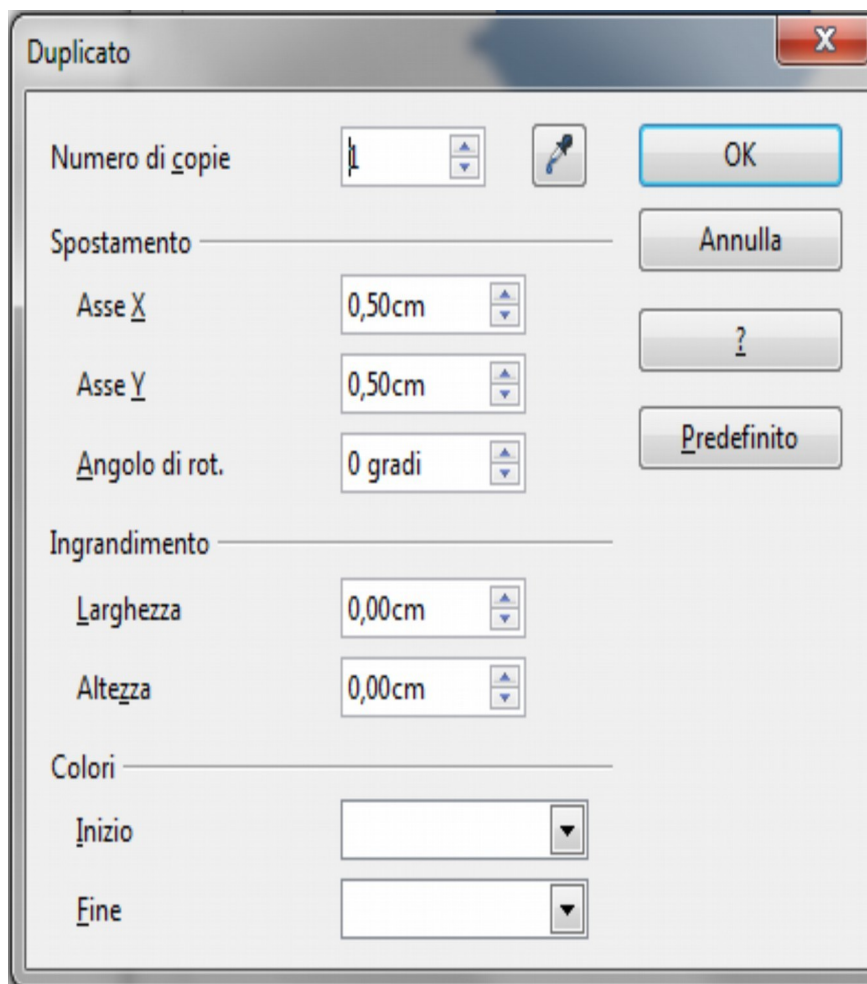 Duplicato
Numero di copie 1 OK
Spostamento Annulla
Asse X 0,50cm ?
Asse Y 0,50cm
Angolo di rot. 0 gradi Predefinito
Ingrandimento
Larghezza 0,00cm
Altezza 0,00cm
Colori
Inizio
Fine